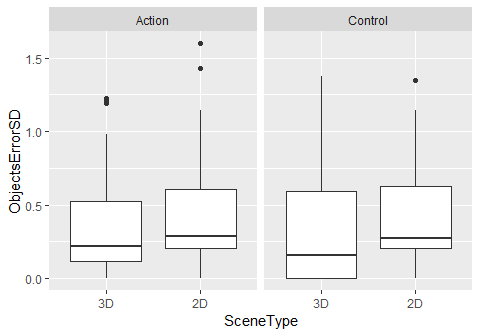 Action Control
ObjectsErrorSD
1.5
1.0
0.5
0.0
3D 2D 3D 2D
SceneType